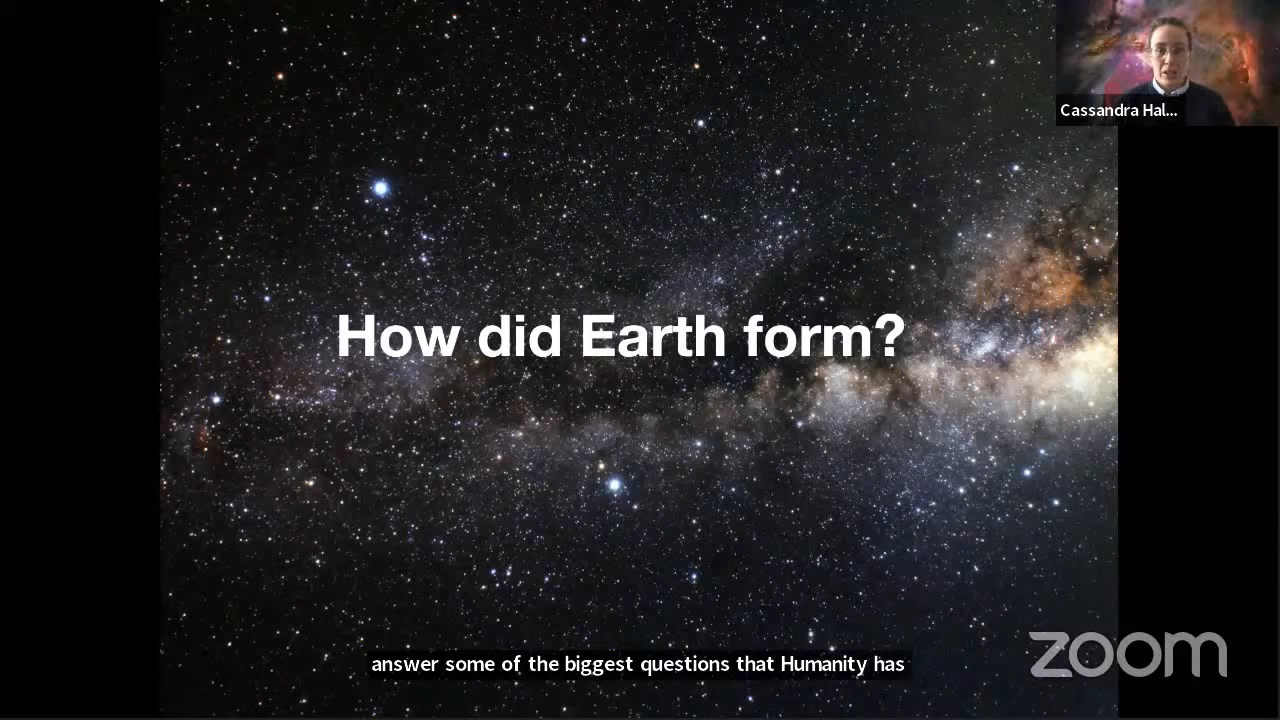 Cassandra Hal...
How did Earth form?
zoom
answer some of the biggest questions that Humanity has